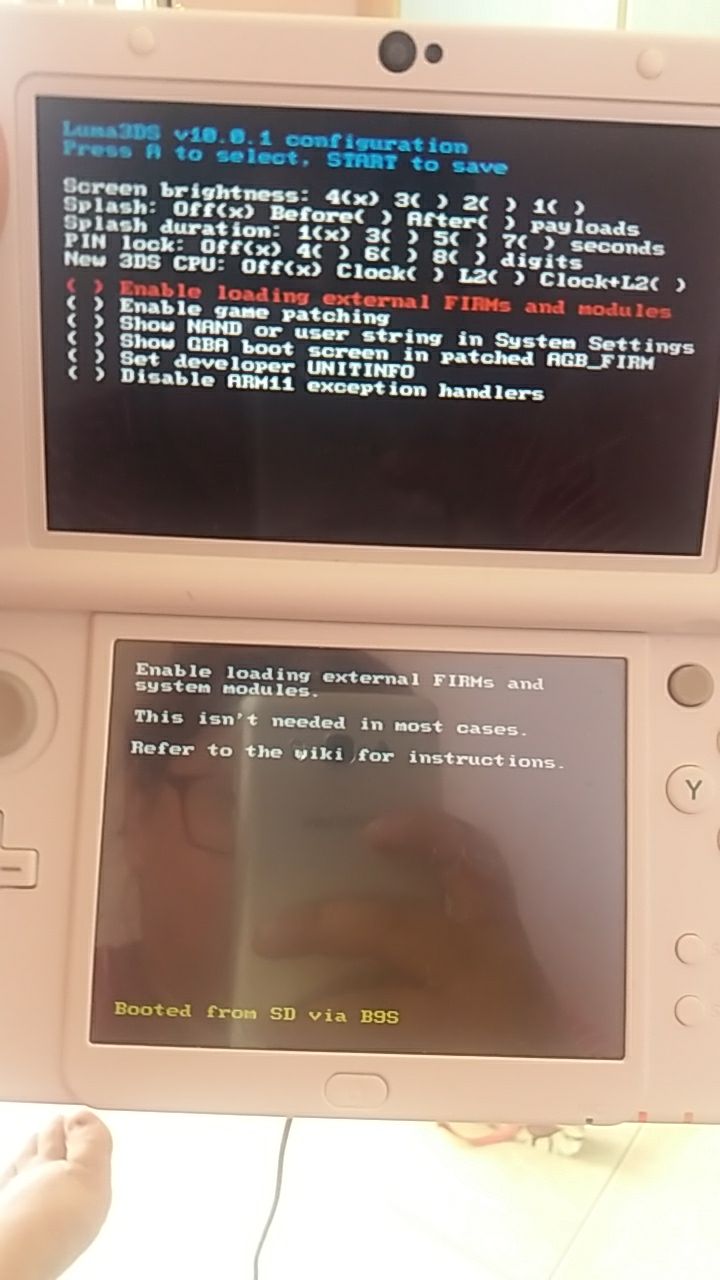 Luma3DS v10.0.1 configuration
Press A to select, START to save
Screen brightness: 4(x) 3( ) 2( ) 1( )
Splash: Off(x) Before( ) After( ) payloads
Splash duration: 1(x) 3( ) 5( ) 7( ) seconds
PIN lock: Off(x) 4( ) 6( ) 8( ) digits
New 3DS CPU: Off(x) Clock( ) L2( ) Clock+L2( )
( ) Enable loading external FIRMs and modules
( ) Enable game patching
( ) Show NAND or user string in System Settings
( ) Show GBA boot screen in patched AGB_FIRM
( ) Set developer UNITINFO
( ) Disable ARM11 exception handlers
Enable loading external FIRMs and
system modules.
This isn't needed in most cases.
Refer to the wiki for instructions.
Booted from SD via B9S
Y